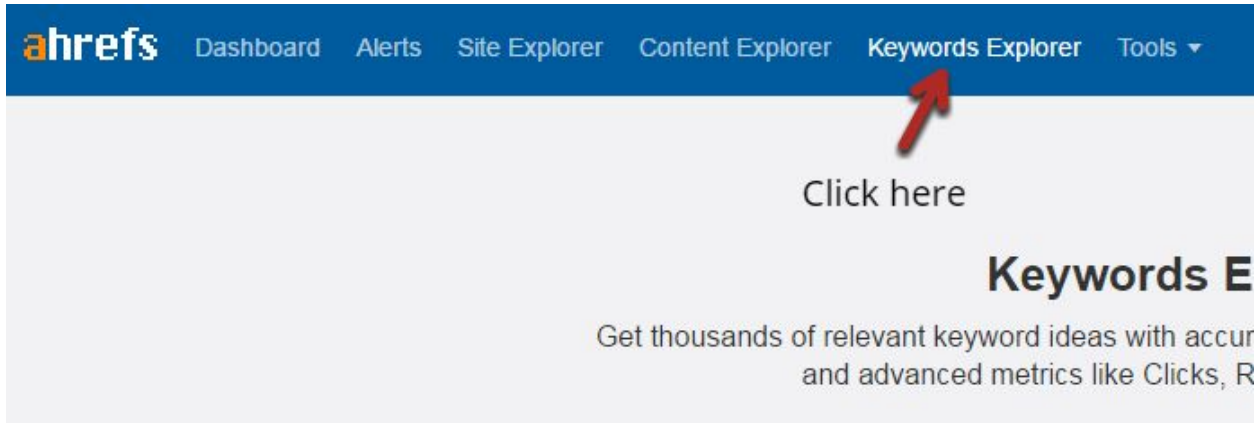 ahrefs Dashboard Alerts Site Explorer Content Explorer Keywords Explorer Tools
Click here
Keywords E
Get thousands of relevant keyword ideas with accur
and advanced metrics like Clicks, R